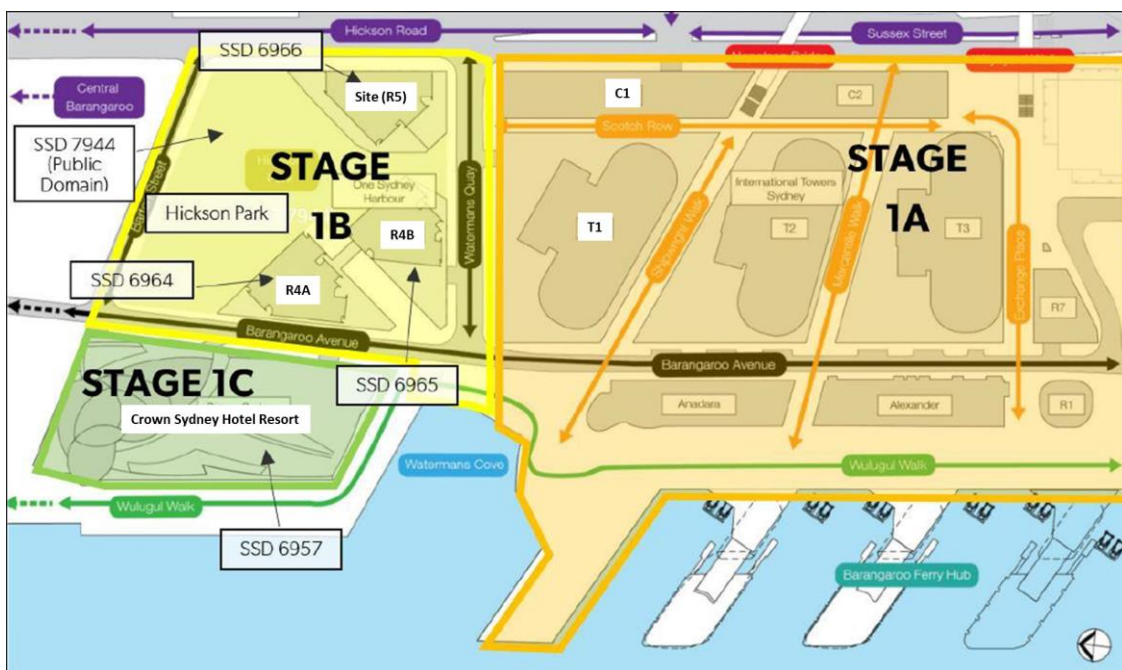 Hickson Road
Sussex Street
SSD 6966
Central
Barangaroo
Site (R5)
C1
C2
Scotch Row
SSD 7944
(Public
Domain)
STAGE
1B
One Sydney
Harbour
Watermans Quay
International Towers
Sydney
STAGE
1A
Hickson Park
Street
R4B
T1
Shipwright Walk
T2
Mercantile Walk
T3
Exchange Place
SSD 6964
R4A
R7
Barangaroo Avenue
Barangaroo Avenue
STAGE 1C
SSD 6965
Crown Sydney Hotel Resort
Anadara
Alexander
R1
Watermans Cove
Wulugul Walk
Wulugul Walk
SSD 6957
Barangaroo Ferry Hub